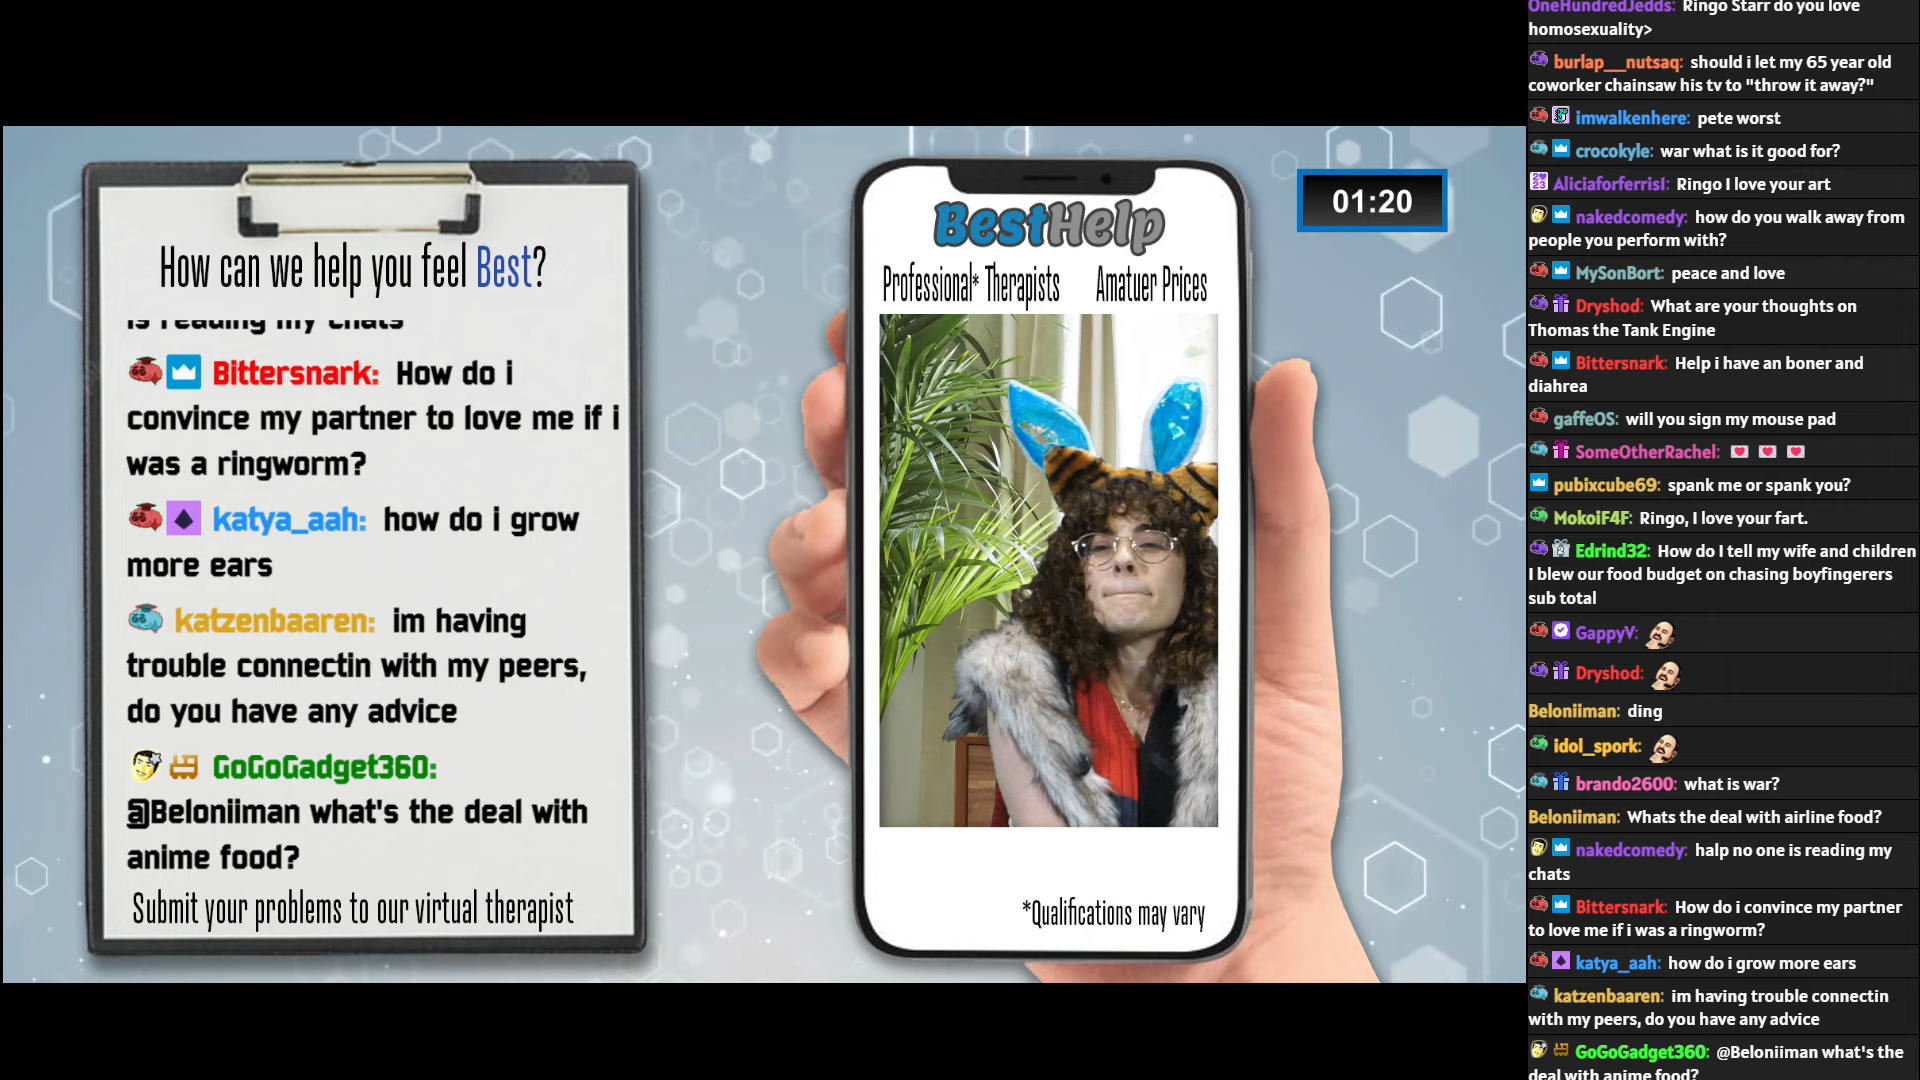 How can we help you feel Best?
is reading my chats
Bittersnark: How do i
convince my partner to love me if i
was a ringworm?
katya_aah: how do i grow
more ears
katzenbaaren: im having
trouble connectin with my peers,
do you have any advice
GoGoGadget360:
@Beloniiman what's the deal with
anime food?
Submit your problems to our virtual therapist
BestHelp
Professional* Therapists Amatuer Prices
*Qualifications may vary
01:20
OneHundredJedds: Ringo Starr do you love
homosexuality>
burlap__nutsaq: should i let my 65 year old
coworker chainsaw his tv to "throw it away?"
imwalkenhere: pete worst
crocokyle: war what is it good for?
Aliciaforferrisl: Ringo I love your art
nakedcomedy: how do you walk away from
people you perform with?
MySonBort: peace and love
Dryshod: What are your thoughts on
Thomas the Tank Engine
Bittersnark: Help i have an boner and
diahrea
gaffeOS: will you sign my mouse pad
SomeOtherRachel:
pubixcube69: spank me or spank you?
MokoiF4F: Ringo, I love your fart.
Edrind32: How do I tell my wife and children
I blew our food budget on chasing boyfingerers
sub total
GappyV:
Dryshod:
Beloniiman: ding
idol_spork:
brando2600: what is war?
Beloniiman: Whats the deal with airline food?
nakedcomedy: halp no one is reading my
chats
Bittersnark: How do i convince my partner
to love me if i was a ringworm?
katya_aah: how do i grow more ears
katzenbaaren: im having trouble connectin
with my peers, do you have any advice
GoGoGadget360: @Beloniiman what's the
deal with anime food?